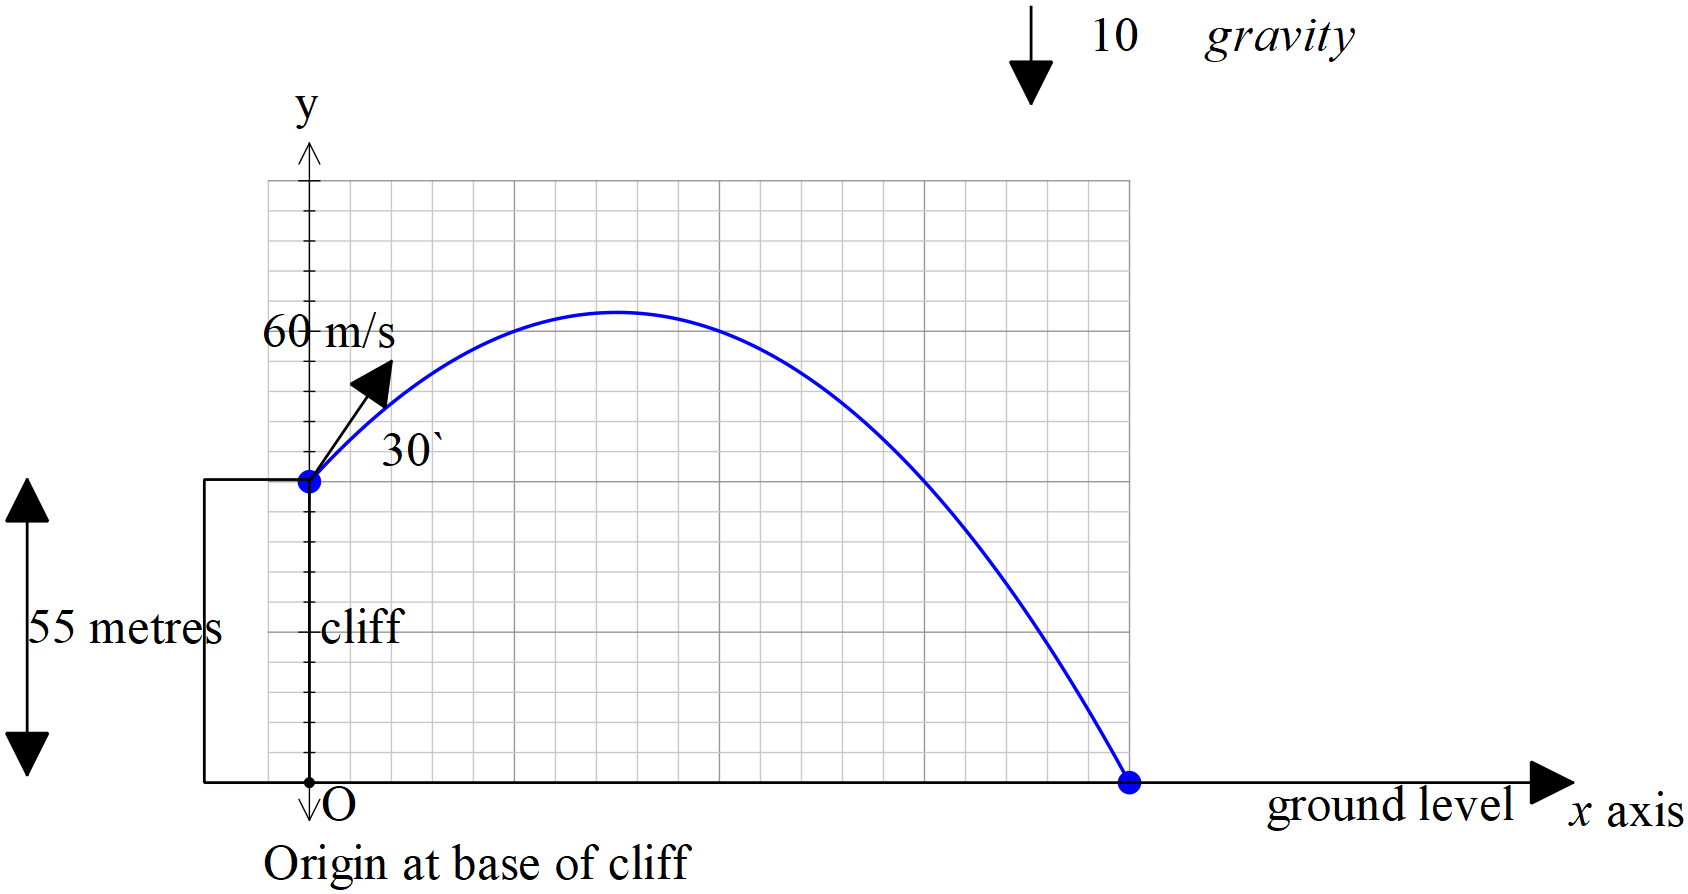 10 gravity
y
60 m/s
30`
55 metres
cliff
O
ground level
x axis
Origin at base of cliff